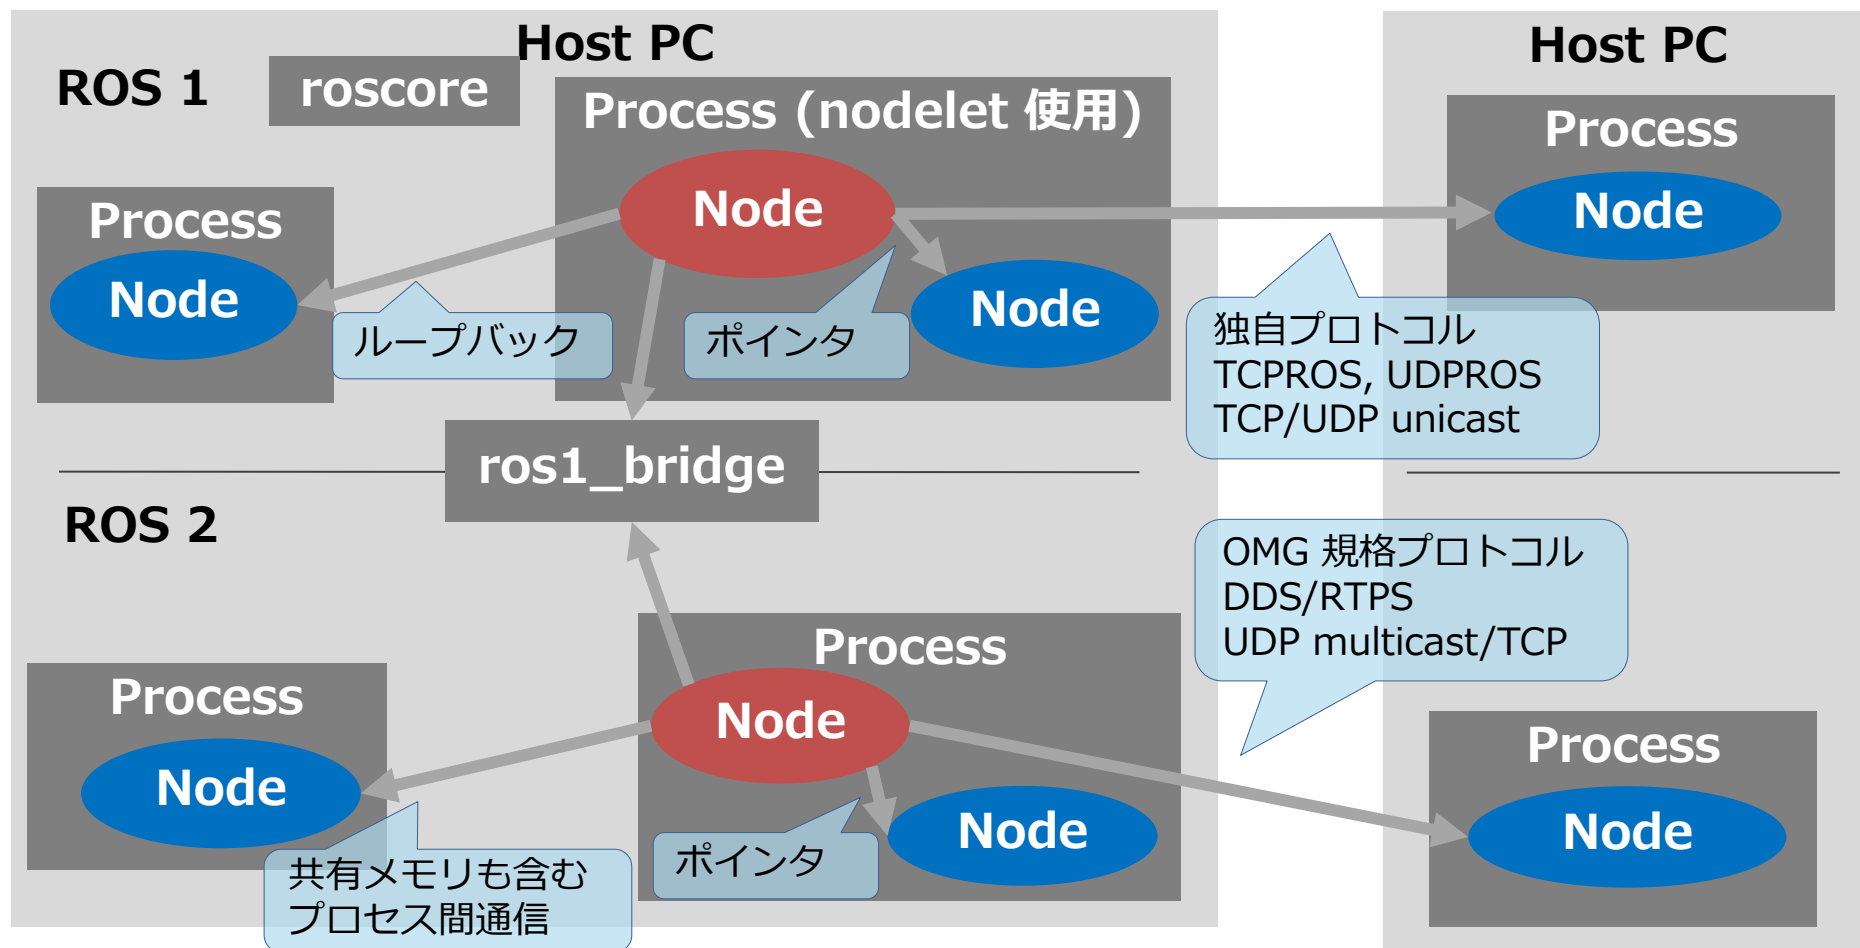 Host PC
Host PC
ROS 1
roscore
Process (nodelet 使用)
Process
Node
Node
Process
Node
Node
ループバック
ポインタ
独自プロトコル
TCPROS, UDPROS
TCP/UDP unicast
ros1_bridge
ROS 2
OMG 規格プロトコル
DDS/RTPS
UDP multicast/TCP
Process
Node
Process
Node
Node
Process
Node
共有メモリも含む
プロセス間通信
ポインタ